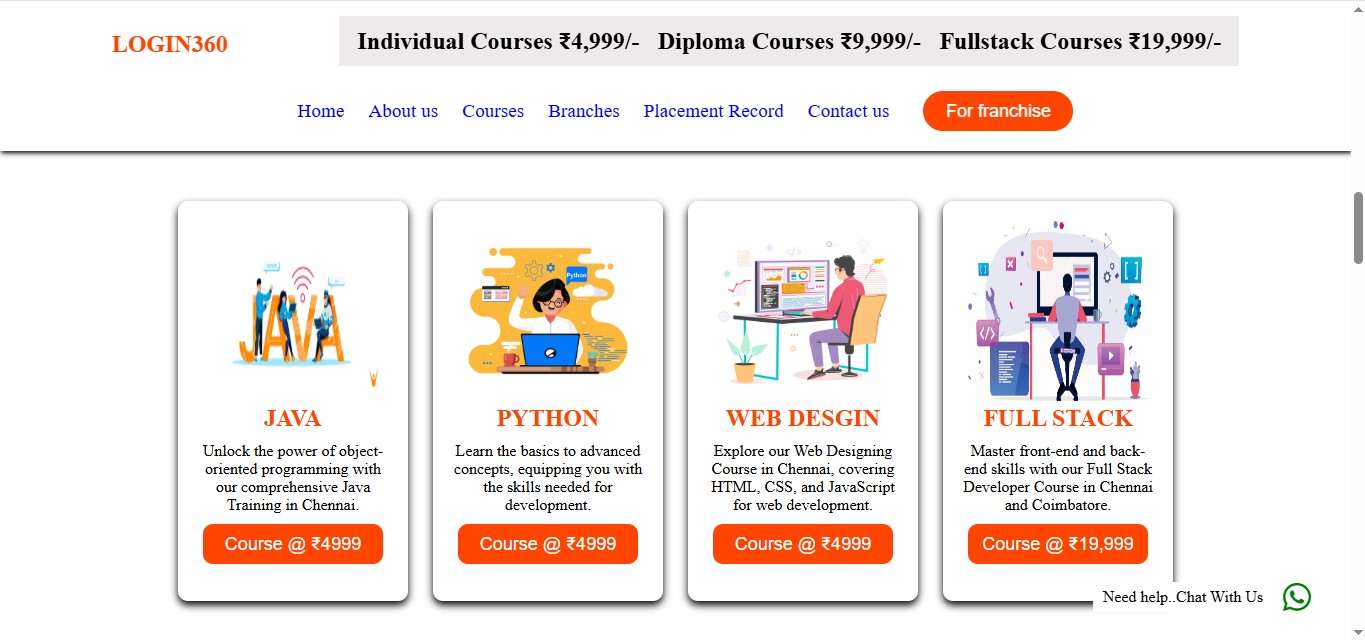 LOGIN360
Individual Courses ₹4,999/- Diploma Courses ₹9,999/- Fullstack Courses ₹19,999/-
Home About us Courses Branches Placement Record Contact us For franchise
JAVA
Python
JAVA
Unlock the power of object-
oriented programming with
our comprehensive Java
Training in Chennai.
Course @ ₹4999
PYTHON
Learn the basics to advanced
concepts, equipping you with
the skills needed for
development.
Course @ ₹4999
WEB DESGIN
Explore our Web Designing
Course in Chennai, covering
HTML, CSS, and JavaScript
for web development.
Course @ ₹4999
FULL STACK
Master front-end and back-
end skills with our Full Stack
Developer Course in Chennai
and Coimbatore.
Course @ ₹19,999
Need help..Chat With Us